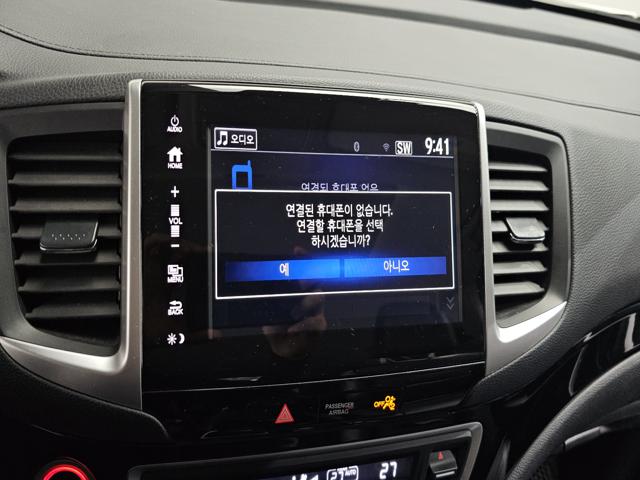 AUDIO
오디오
SW
9:41
HOME
연결된 휴대폰 없음
연결된 휴대폰이 없습니다.
연결할 휴대폰을 선택
하시겠습니까?
예
아니오
+
VOL
−
MENU
BACK
PASSENGER
AIRBAG
OFF
AUTO
27